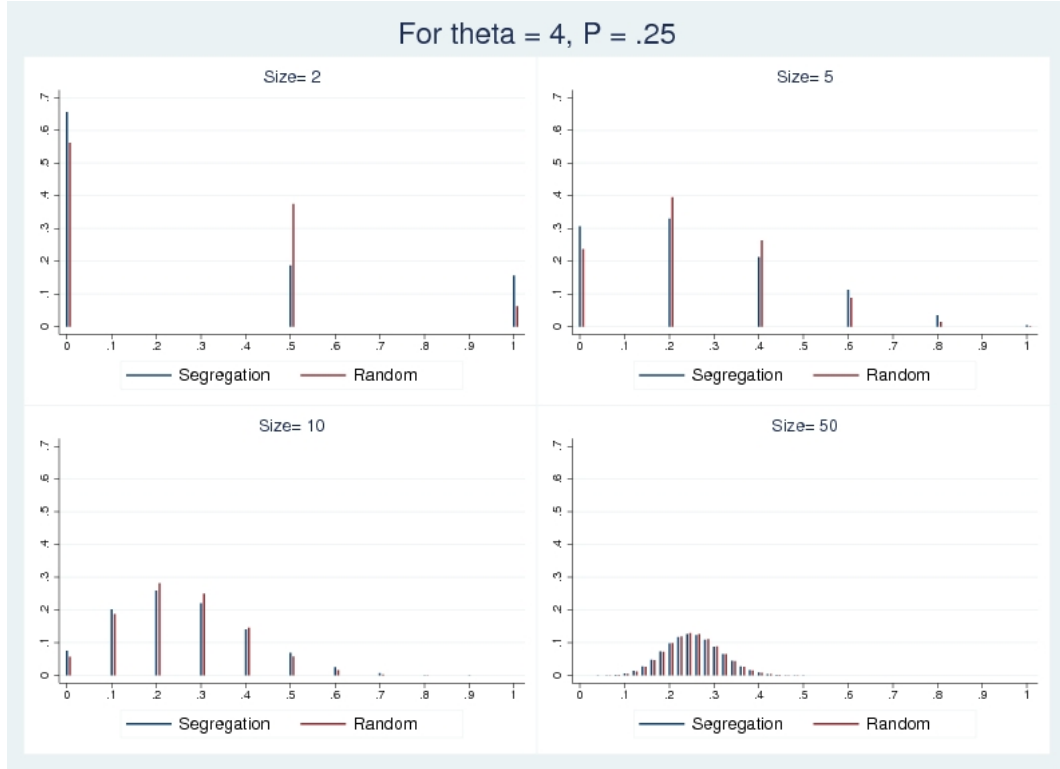 For theta = 4, P = .25
Size= 2
.7
.6
.5
.4
.3
.2
.1
0
0 .1 .2 .3 .4 .5 .6 .7 .8 .9 1
Segregation Random
Size= 5
.7
.6
.5
.4
.3
.2
.1
0
0 .1 .2 .3 .4 .5 .6 .7 .8 .9 1
Segregation Random
Size= 10
.7
.6
.5
.4
.3
.2
.1
0
0 .1 .2 .3 .4 .5 .6 .7 .8 .9 1
Segregation Random
Size= 50
.7
.6
.5
.4
.3
.2
.1
0
0 .1 .2 .3 .4 .5 .6 .7 .8 .9 1
Segregation Random